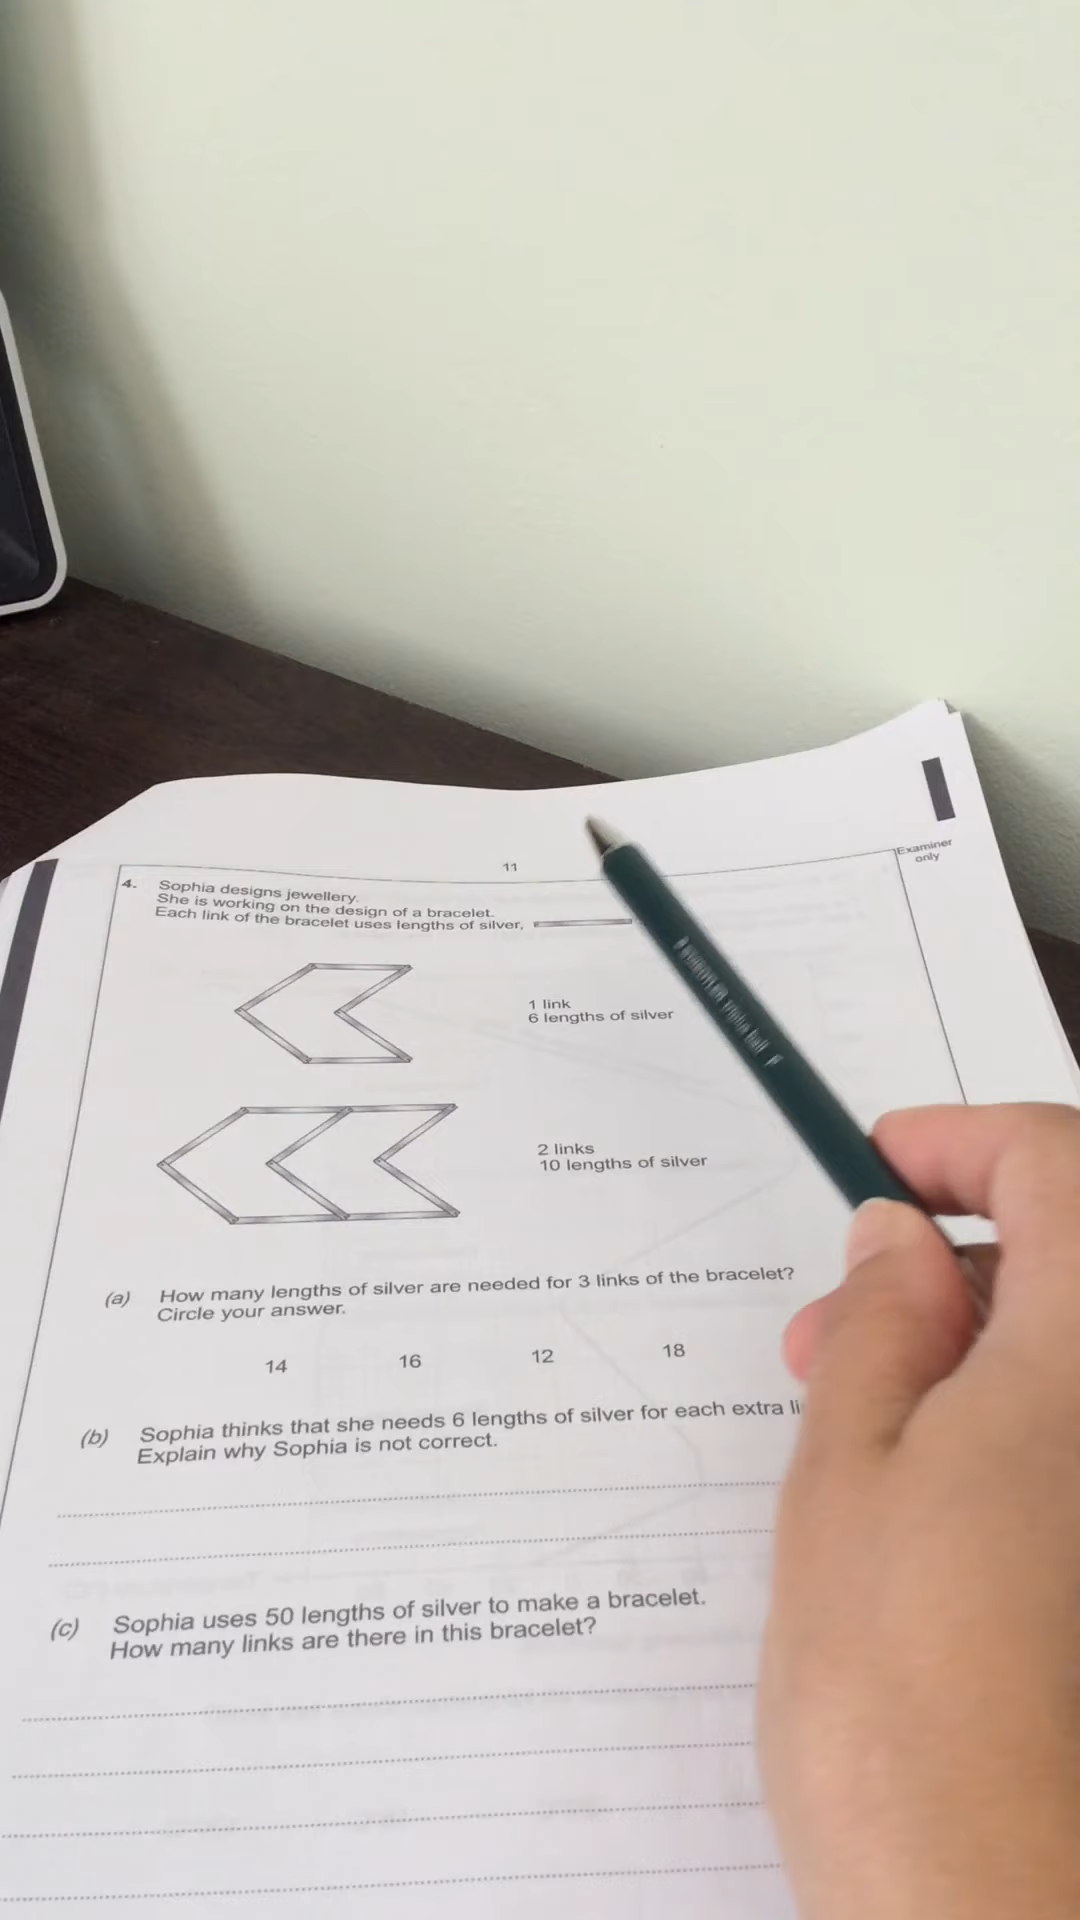 11
Examiner
only
4. Sophia designs jewellery.
She is working on the design of a bracelet.
Each link of the bracelet uses lengths of silver,
1 link
6 lengths of silver
2 links
10 lengths of silver
(a) How many lengths of silver are needed for 3 links of the bracelet?
Circle your answer.
14 16 12 18
(b) Sophia thinks that she needs 6 lengths of silver for each extra li
Explain why Sophia is not correct.
(c) Sophia uses 50 lengths of silver to make a bracelet.
How many links are there in this bracelet?